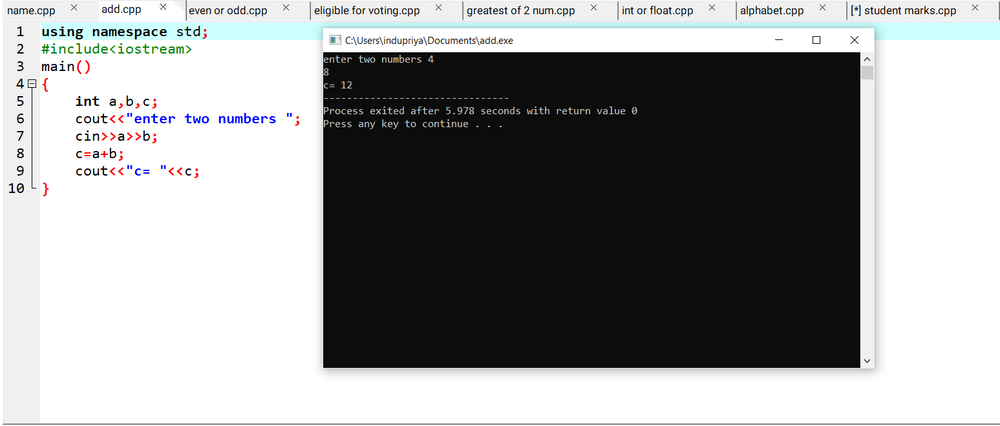 name.cpp add.cpp even or odd.cpp eligible for voting.cpp greatest of 2 num.cpp int or float.cpp alphabet.cpp [*] student marks.cpp
1 using namespace std;
2 #include<iostream>
3 main()
4 {
5 int a,b,c;
6 cout<<"enter two numbers ";
7 cin>>a>>b;
8 c=a+b;
9 cout<<"c= "<<c;
10 }
C:\Users\indupriya\Documents\add.exe
enter two numbers 4
8
c= 12
--------------------------------
Process exited after 5.978 seconds with return value 0
Press any key to continue . . .